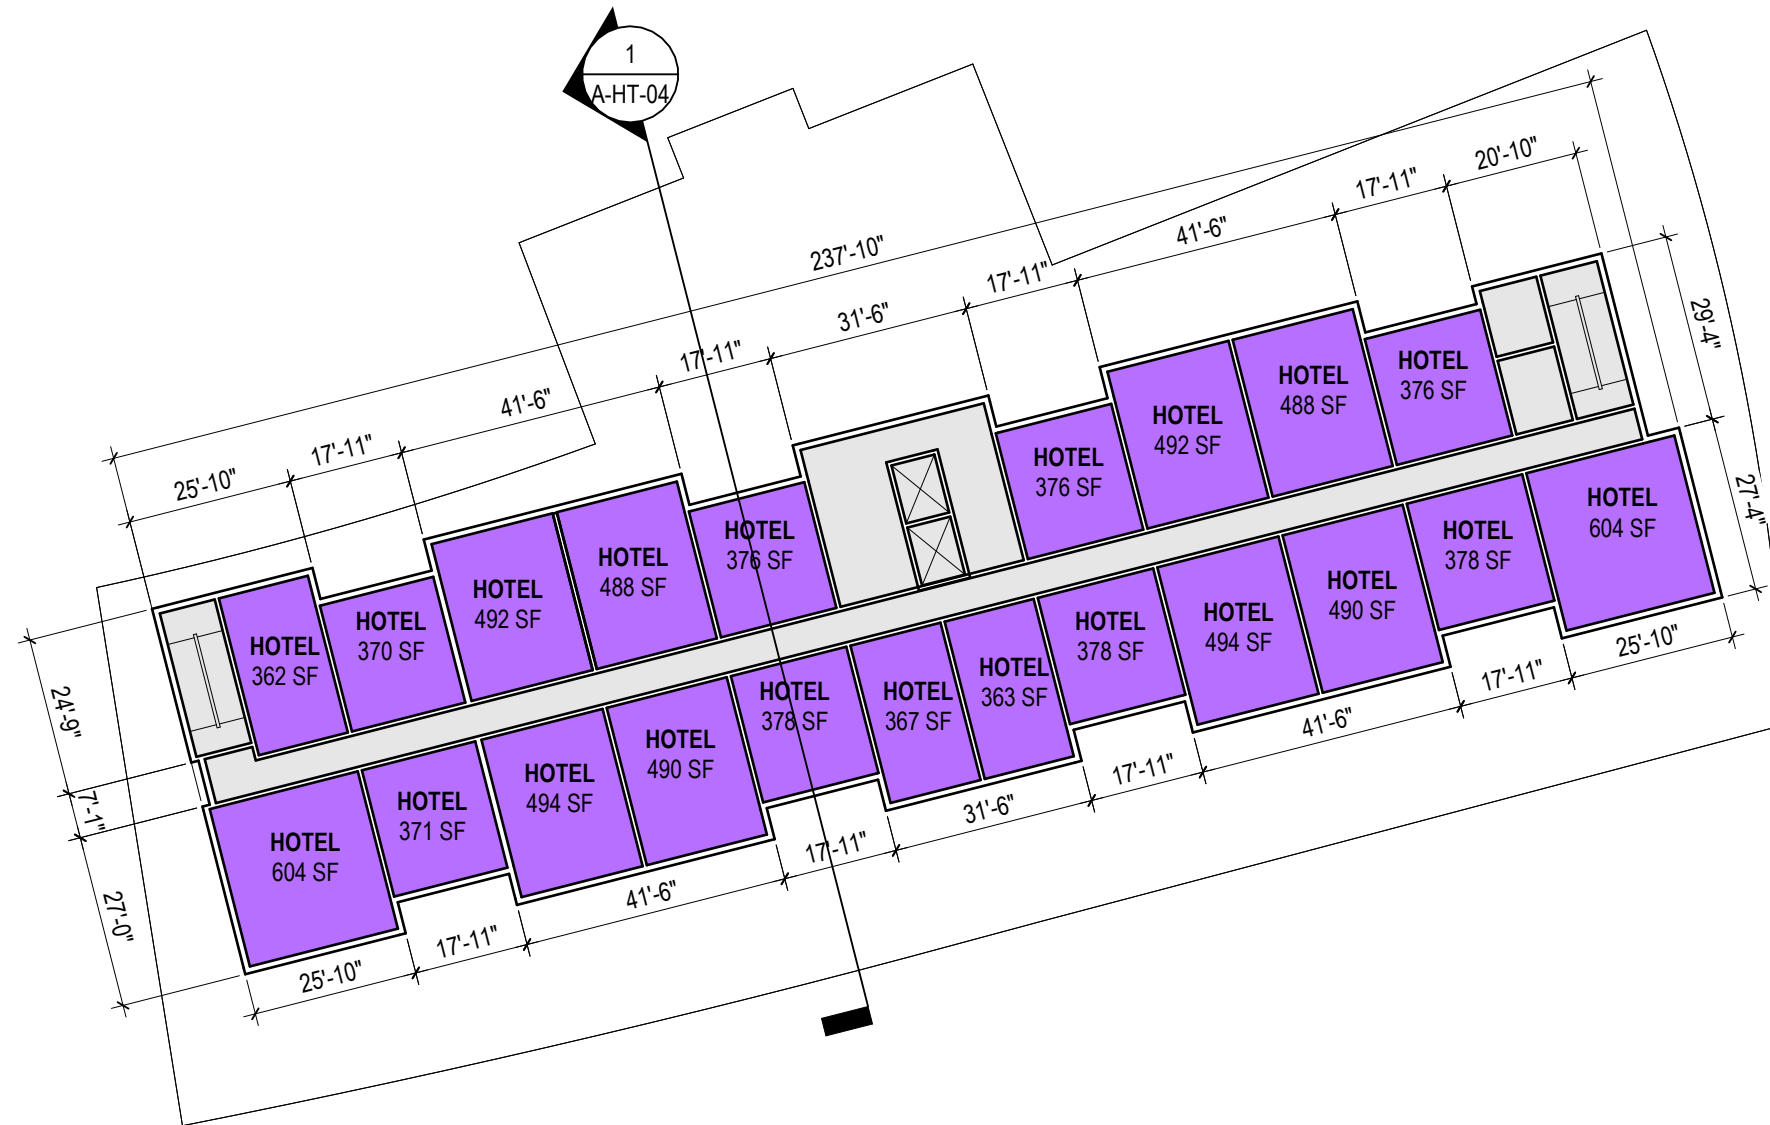 1
A-HT-04
237'-10"
25'-10"
17'-11"
41'-6"
17'-11"
31'-6"
17'-11"
41'-6"
17'-11"
20'-10"
29'-4"
27'-4"
24'-9"
7'-1"
27'-0"
HOTEL
362 SF
HOTEL
370 SF
HOTEL
492 SF
HOTEL
488 SF
HOTEL
376 SF
HOTEL
376 SF
HOTEL
492 SF
HOTEL
488 SF
HOTEL
376 SF
HOTEL
604 SF
HOTEL
371 SF
HOTEL
494 SF
HOTEL
490 SF
HOTEL
378 SF
HOTEL
367 SF
HOTEL
363 SF
HOTEL
378 SF
HOTEL
494 SF
HOTEL
490 SF
HOTEL
378 SF
HOTEL
604 SF
25'-10"
17'-11"
41'-6"
17'-11"
31'-6"
17'-11"
41'-6"
17'-11"
25'-10"